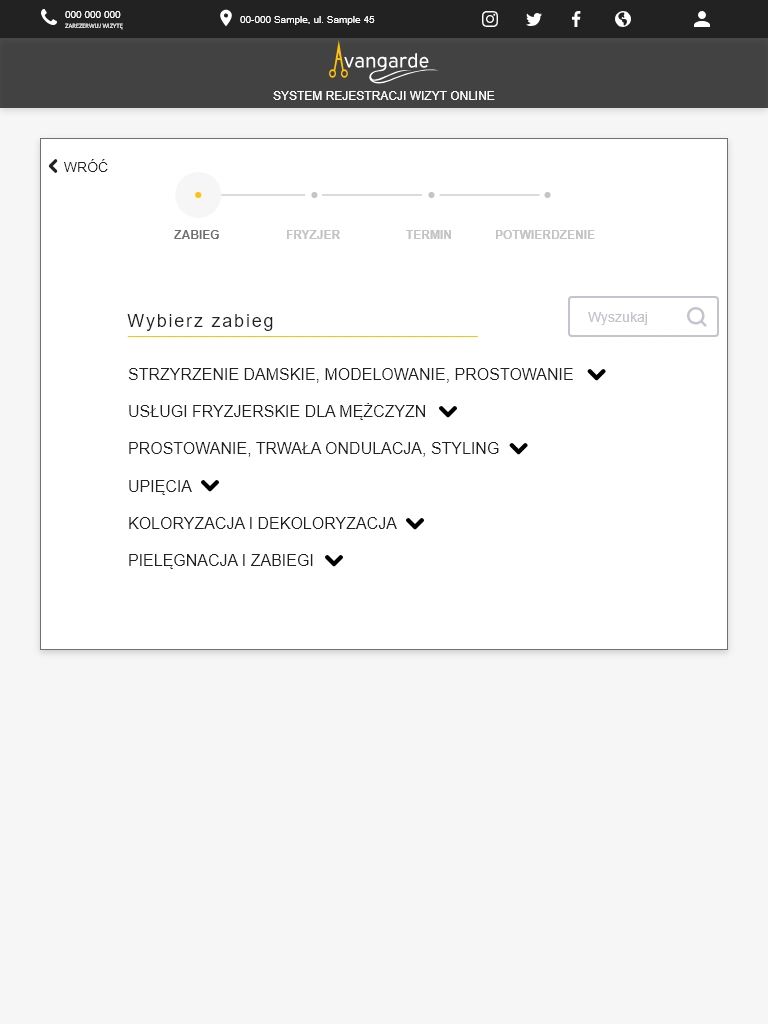 000 000 000
ZAREZERWUJ WIZYTĘ
00-000 Sample, ul. Sample 45
Avangarde
SYSTEM REJESTRACJI WIZYT ONLINE
WRÓĆ
ZABIEG FRYZJER TERMIN POTWIERDZENIE
Wybierz zabieg
Wyszukaj
STRZYRZENIE DAMSKIE, MODELOWANIE, PROSTOWANIE
USŁUGI FRYZJERSKIE DLA MĘŻCZYZN
PROSTOWANIE, TRWAŁA ONDULACJA, STYLING
UPIĘCIA
KOLORYZACJA I DEKOLORYZACJA
PIELĘGNACJA I ZABIEGI